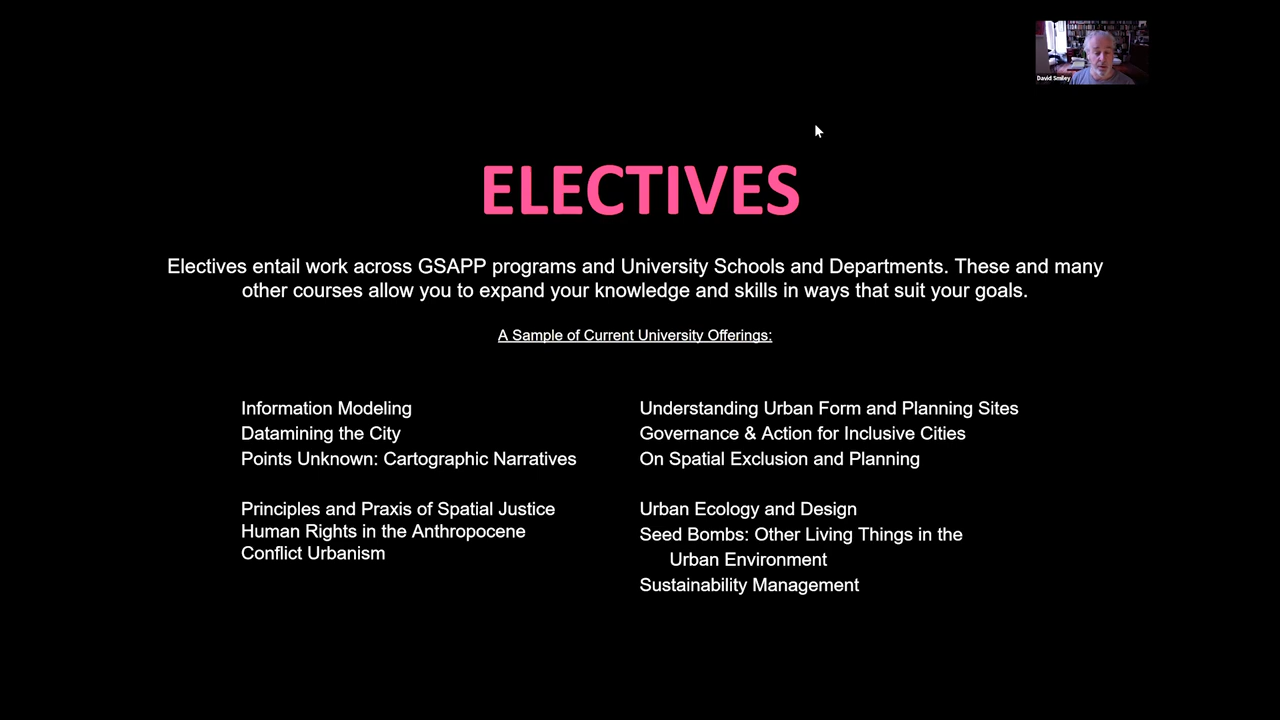 David Smiley
ELECTIVES
Electives entail work across GSAPP programs and University Schools and Departments. These and many
other courses allow you to expand your knowledge and skills in ways that suit your goals.
A Sample of Current University Offerings:
Information Modeling
Datamining the City
Points Unknown: Cartographic Narratives
Principles and Praxis of Spatial Justice
Human Rights in the Anthropocene
Conflict Urbanism
Understanding Urban Form and Planning Sites
Governance & Action for Inclusive Cities
On Spatial Exclusion and Planning
Urban Ecology and Design
Seed Bombs: Other Living Things in the
Urban Environment
Sustainability Management